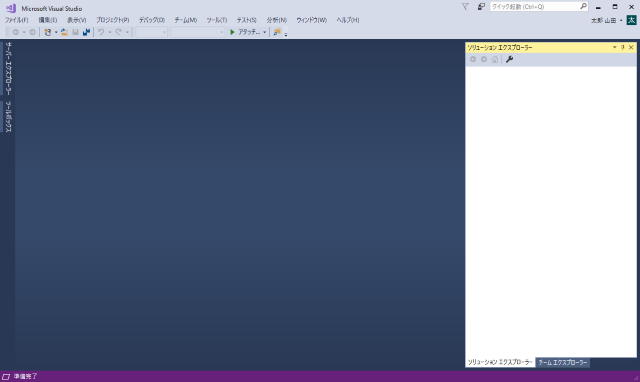 Microsoft Visual Studio
クイック起動 (Ctrl+Q)
ファイル(F) 編集(E) 表示(V) プロジェクト(P) デバッグ(D) チーム(M) ツール(T) テスト(S) 分析(N) ウィンドウ(W) ヘルプ(H)
太郎 山田 太
アタッチ...
サーバー エクスプローラー
ツールボックス
ソリューション エクスプローラー
ソリューション エクスプローラー チーム エクスプローラー
準備完了